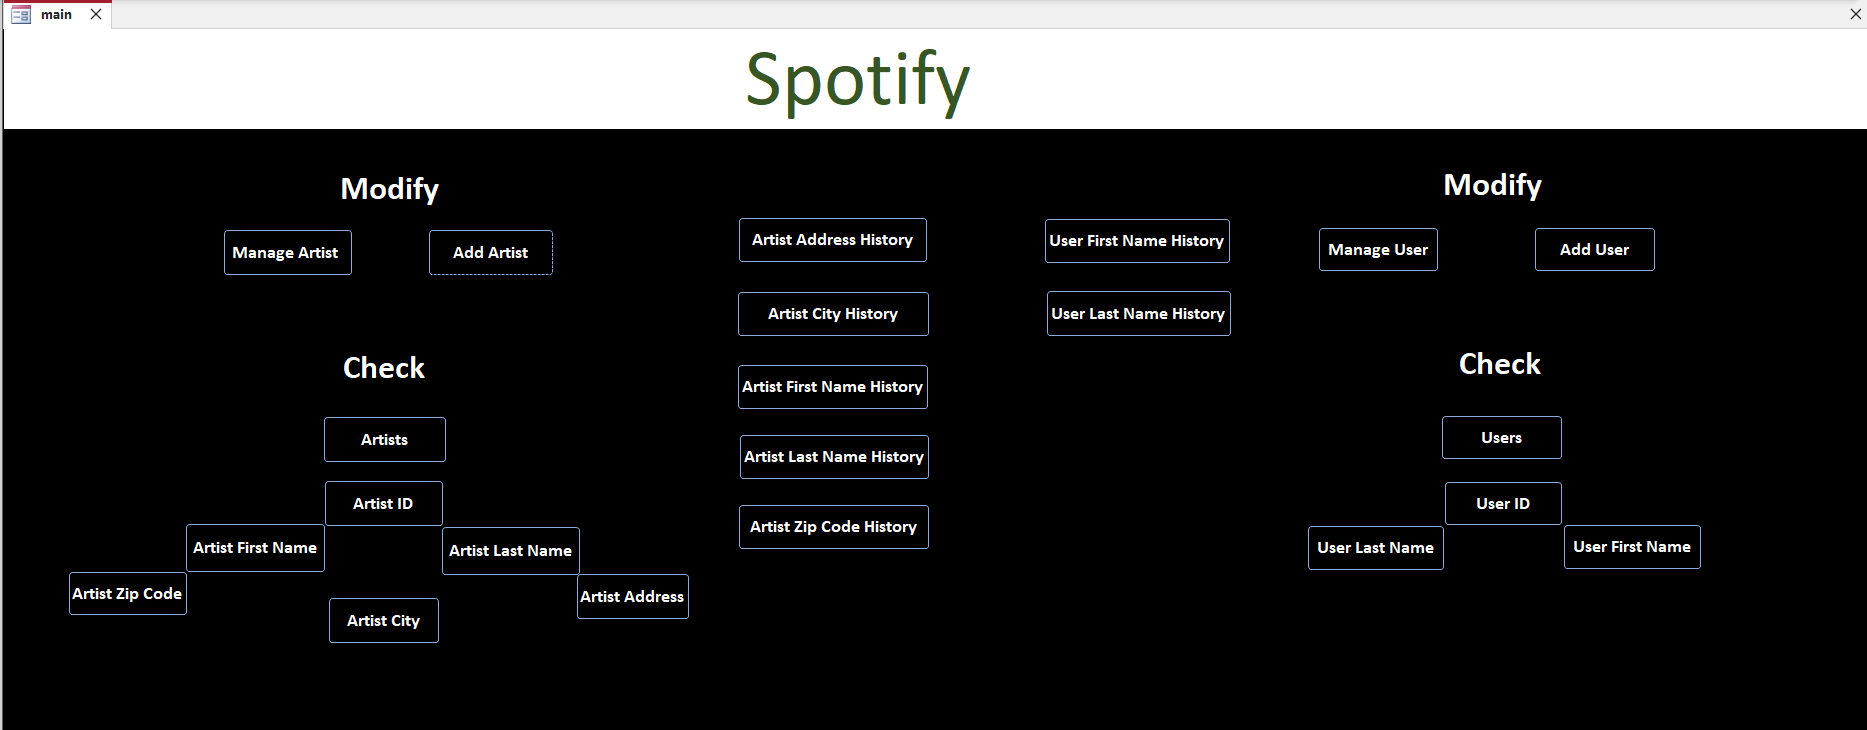 main
Spotify
Modify
Manage Artist
Add Artist
Check
Artists
Artist ID
Artist First Name
Artist Last Name
Artist Zip Code
Artist Address
Artist City
Artist Address History
Artist City History
Artist First Name History
Artist Last Name History
Artist Zip Code History
User First Name History
User Last Name History
Modify
Manage User
Add User
Check
Users
User ID
User Last Name
User First Name